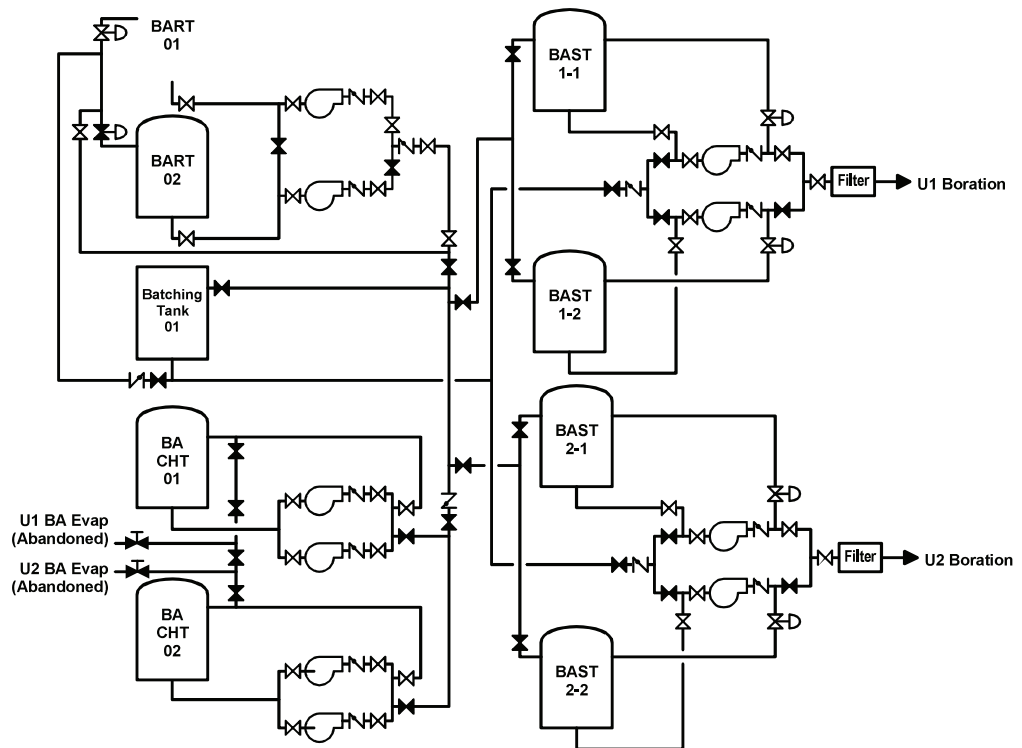 BART
01
BART
02
Batching
Tank
01
BA
CHT
01
U1 BA Evap
(Abandoned)
U2 BA Evap
(Abandoned)
BA
CHT
02
BAST
1-1
Filter
U1 Boration
BAST
1-2
BAST
2-1
Filter
U2 Boration
BAST
2-2